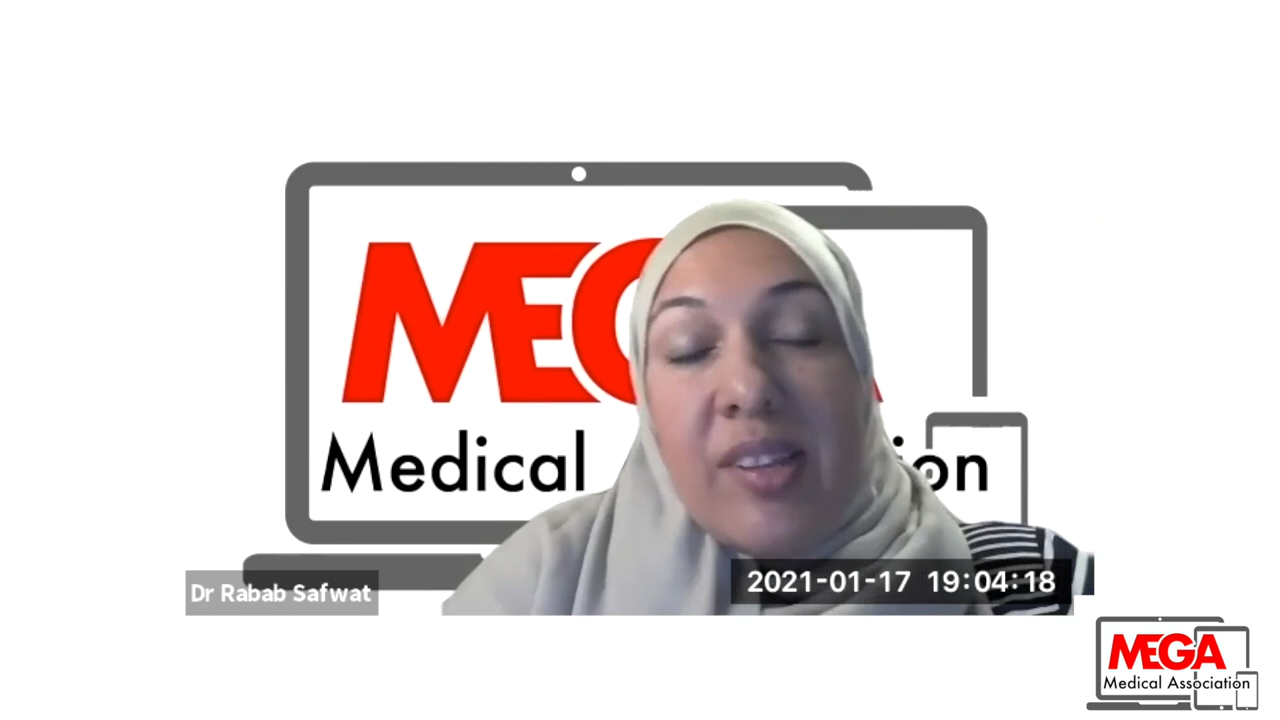 MEG
Medical
ion
Dr Rabab Safwat
2021-01-17 19:04:18
MEGA
Medical Association